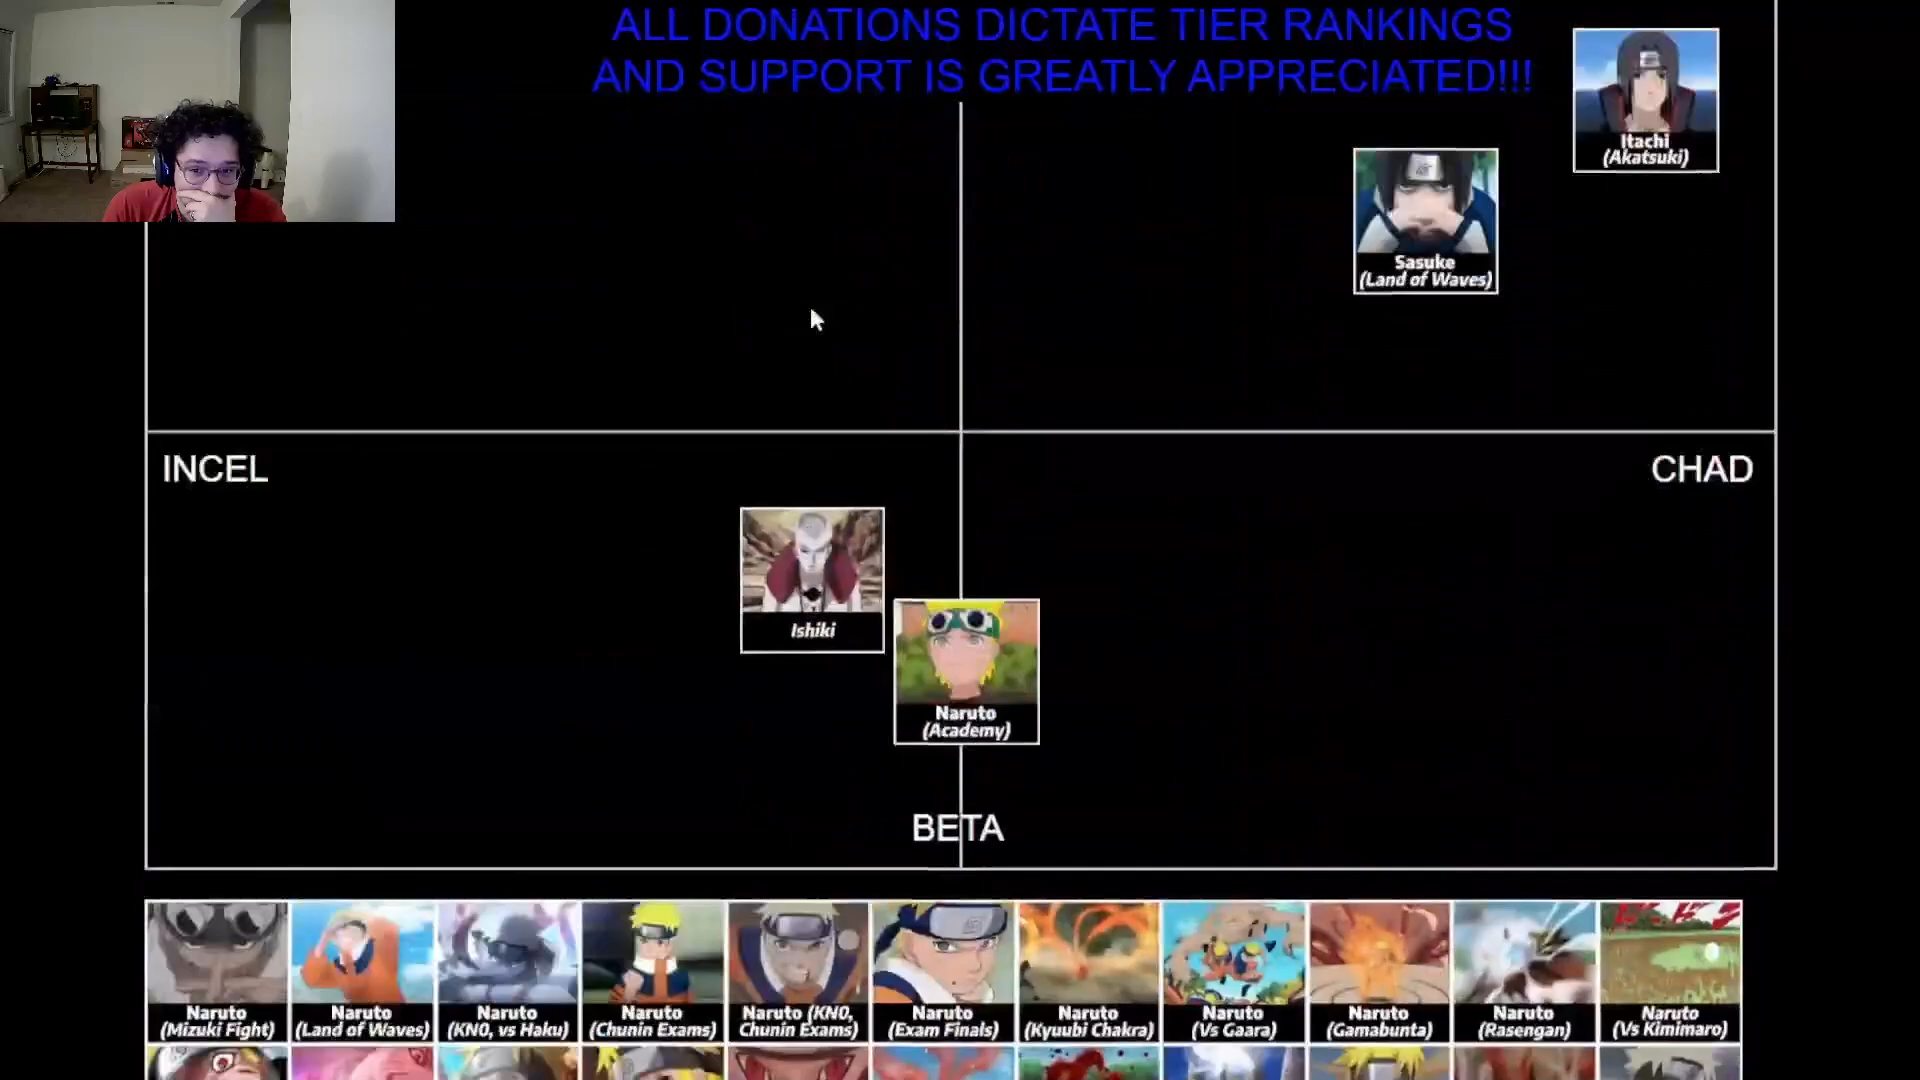 ALL DONATIONS DICTATE TIER RANKINGS
AND SUPPORT IS GREATLY APPRECIATED!!!
Itachi
(Akatsuki)
Sasuke
(Land of Waves)
INCEL
CHAD
Ishiki
Naruto
(Academy)
BETA
Naruto
(Mizuki Fight)
Naruto
(Land of Waves)
Naruto
(KN0, vs Haku)
Naruto
(Chunin Exams)
Naruto (KN0,
Chunin Exams)
Naruto
(Exam Finals)
Naruto
(Kyuubi Chakra)
Naruto
(Vs Gaara)
Naruto
(Gamabunta)
Naruto
(Rasengan)
Naruto
(Vs Kimimaro)